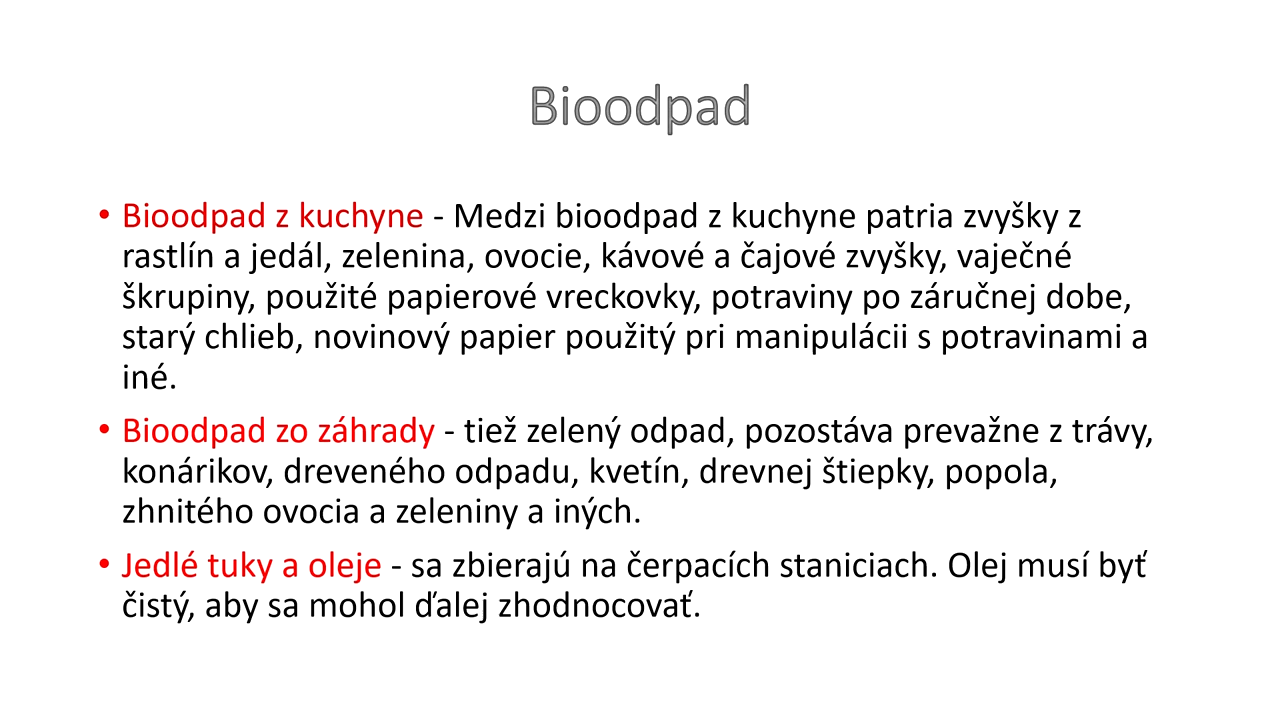 Bioodpad
• Bioodpad z kuchyne - Medzi bioodpad z kuchyne patria zvyšky z
rastlín a jedál, zelenina, ovocie, kávové a čajové zvyšky, vaječné
škrupiny, použité papierové vreckovky, potraviny po záručnej dobe,
starý chlieb, novinový papier použitý pri manipulácii s potravinami a
iné.
• Bioodpad zo záhrady - tiež zelený odpad, pozostáva prevažne z trávy,
konárikov, dreveného odpadu, kvetín, drevnej štiepky, popola,
zhnitého ovocia a zeleniny a iných.
• Jedlé tuky a oleje - sa zbierajú na čerpacích staniciach. Olej musí byť
čistý, aby sa mohol ďalej zhodnocovať.